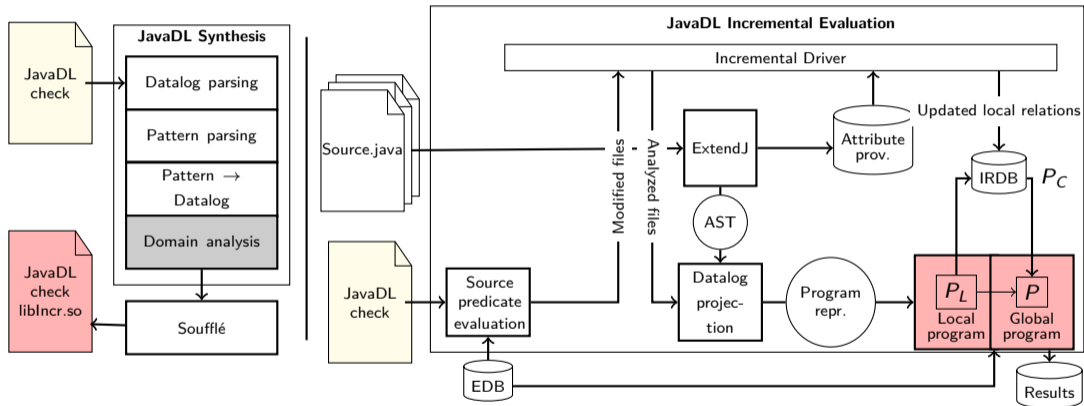 JavaDL Synthesis
JavaDL
check
Datalog parsing
Pattern parsing
Pattern →
Datalog
Domain analysis
JavaDL
check
libIncr.so
Soufflé
JavaDL Incremental Evaluation
Incremental Driver
Source.java
Modified files
Analyzed files
ExtendJ
Attribute
prov.
Updated local relations
IRDB
P_C
AST
JavaDL
check
Source
predicate
evaluation
Datalog
projec-
tion
Program
repr.
P_L
Local
program
P
Global
program
EDB
Results